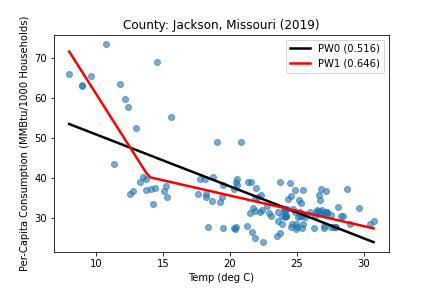 County: Jackson, Missouri (2019)
PW0 (0.516)
PW1 (0.646)
Per-Capita Consumption (MMBtu/1000 Households)
70
60
50
40
30
10
15
20
25
30
Temp (deg C)